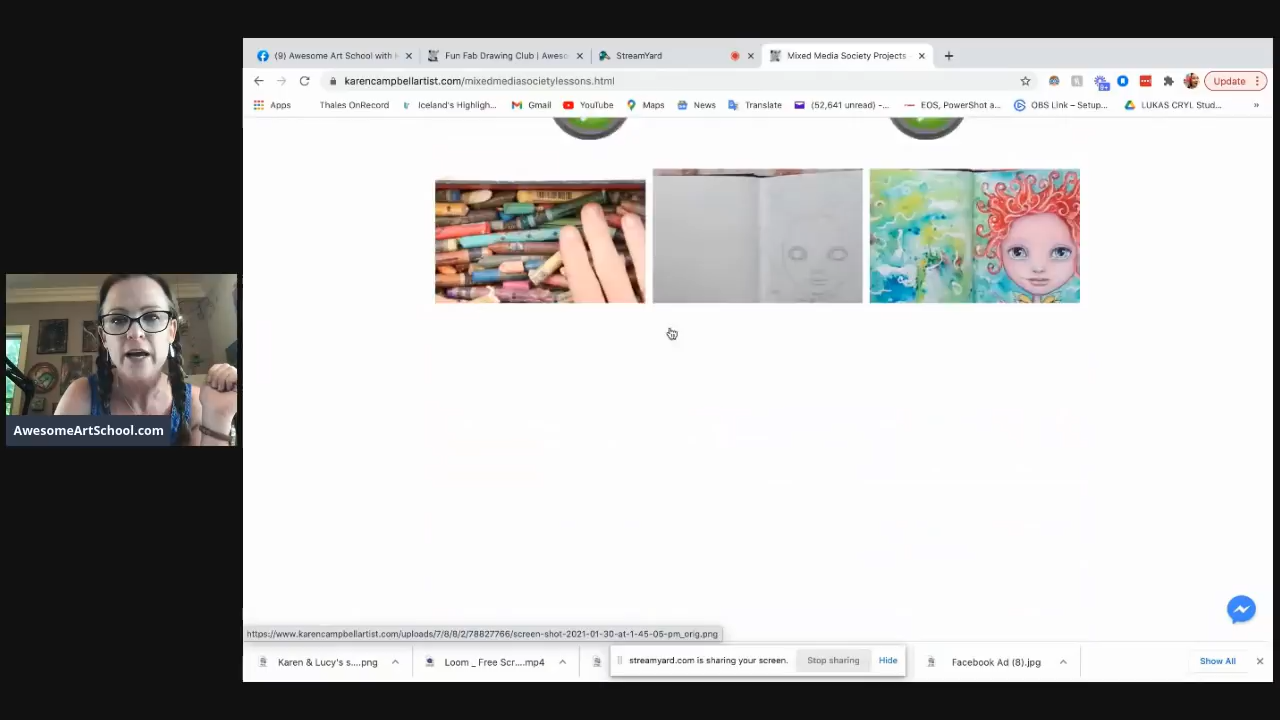 (9) Awesome Art School with
Fun Fab Drawing Club | Aweso
StreamYard
Mixed Media Society Projects
karencampbellartist.com/mixedmediasocietylessons.html
Update
Apps
Thales OnRecord
Iceland's Highligh...
Gmail
YouTube
Maps
News
Translate
(52,641 unread) -...
EOS, PowerShot a...
OBS Link – Setup...
LUKAS CRYL Stud...
»
AwesomeArtSchool.com
https://www.karencampbellartist.com/uploads/7/8/8/2/78827766/screen-shot-2021-01-30-at-1-45-05-pm_orig.png
Karen & Lucy's s....png
Loom _ Free Scr....mp4
streamyard.com is sharing your screen.
Stop sharing
Hide
Facebook Ad (8).jpg
Show All